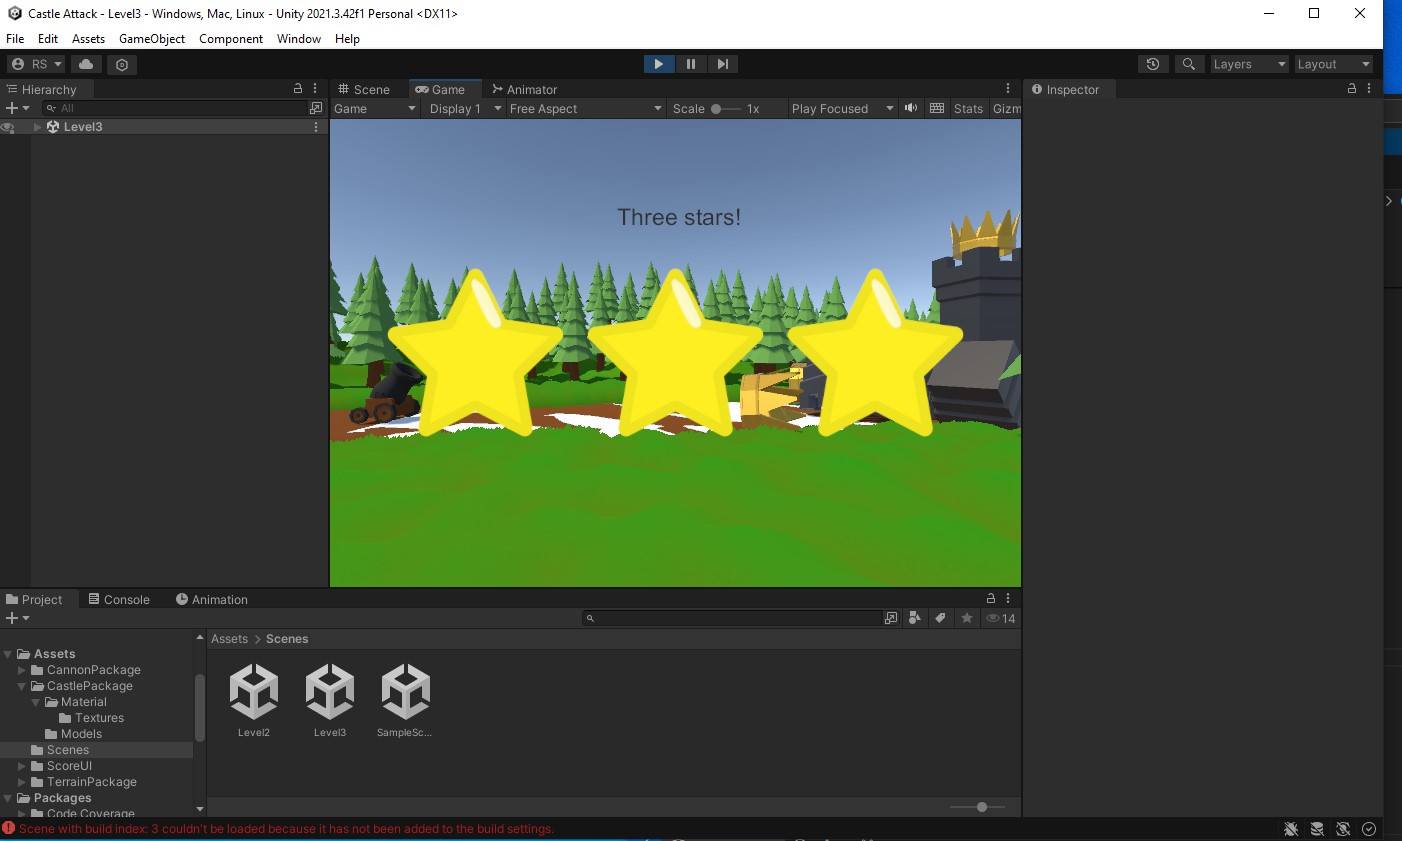 Castle Attack - Level3 - Windows, Mac, Linux - Unity 2021.3.42f1 Personal <DX11>
File Edit Assets GameObject Component Window Help
RS Layers Layout
Hierarchy Scene Game Animator Inspector
All Game Display 1 Free Aspect Scale 1x Play Focused Stats Gizm
Level3
Three stars!
Project Console Animation
14
Assets > Scenes
Assets
CannonPackage
CastlePackage
Material
Textures
Models
Scenes
ScoreUI
TerrainPackage
Packages
Code Coverage
Level2 Level3 SampleSc...
Scene with build index: 3 couldn't be loaded because it has not been added to the build settings.